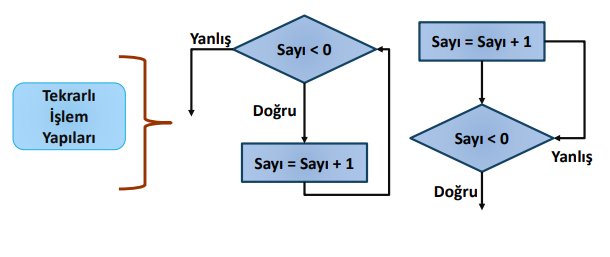 Tekrarlı
İşlem
Yapıları
Yanlış
Sayı < 0
Doğru
Sayı = Sayı + 1
Sayı = Sayı + 1
Sayı < 0
Yanlış
Doğru